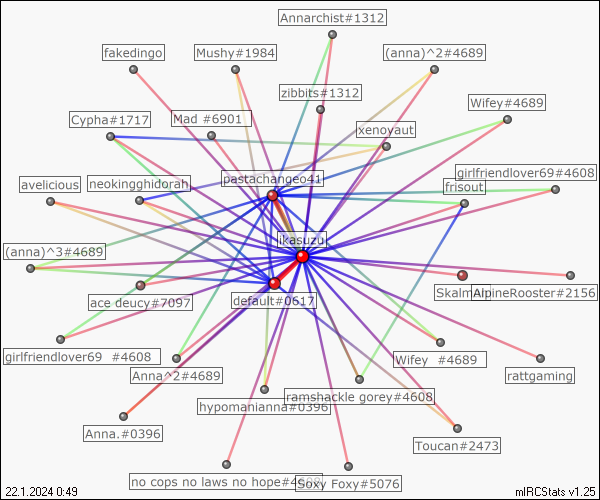 Annarchist#1312
fakedingo
Mushy#1984
(anna)^2#4689
zibbits#1312
Wifey#4689
Cypha#1717
Mad #6901
xenoyaut
girlfriendlover69#4608
avelicious
neokingghidorah
pastachangeo41
frisout
ikasuzu
(anna)^3#4689
ace deucy#7097
default#0617
AlpineRooster#2156
girlfriendlover69 #4608
Anna^2#4689
Wifey #4689
rattgaming
hypomanianna#0396
ramshackle gorey#4608
Anna.#0396
Toucan#2473
no cops no laws no hope
Soxy Foxy#5076
22.1.2024 0:49
mIRCStats v1.25